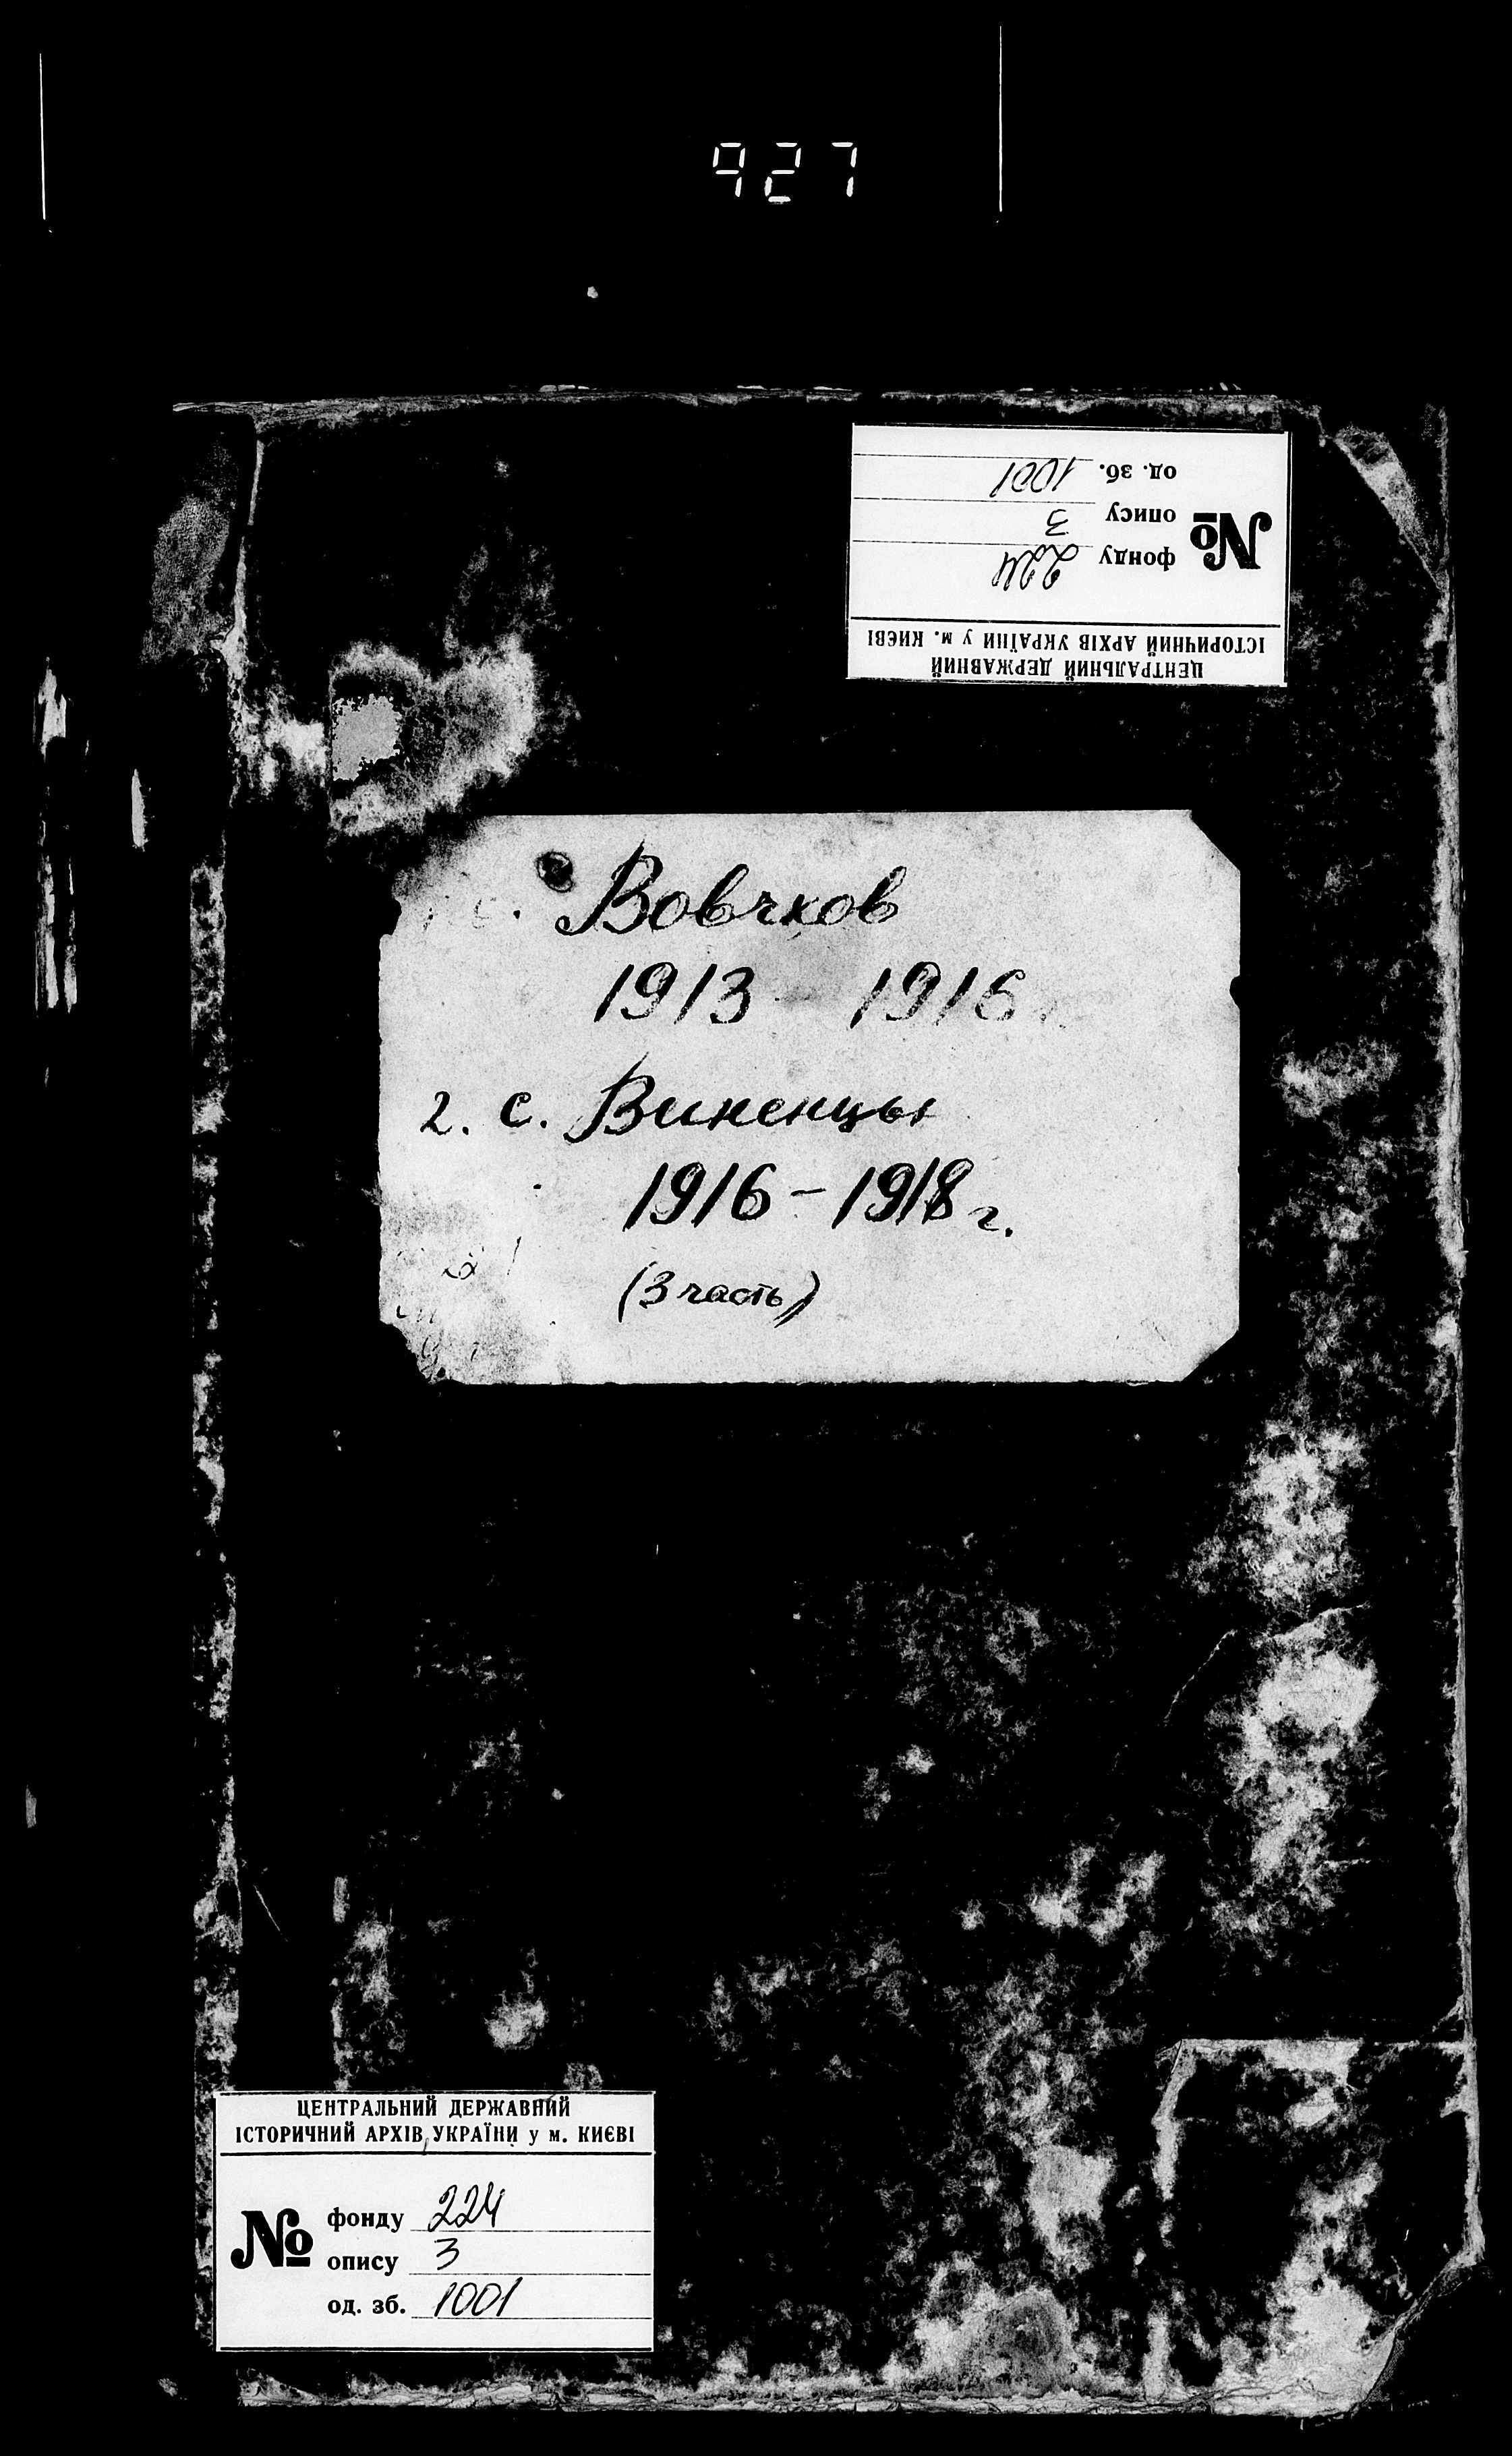 927
од. зб. 1001
опису 3
фонду 224
№
ІСТОРИЧНИЙ АРХІВ УКРАЇНИ у м. КИЄВІ
ЦЕНТРАЛЬНИЙ ДЕРЖАВНИЙ
с. Вовчков
1913 - 1916
2. с. Виненцы
1916 - 1918 г.
(3 часть)
ЦЕНТРАЛЬНИЙ ДЕРЖАВНИЙ
ІСТОРИЧНИЙ АРХІВ УКРАЇНИ у м. КИЄВІ
№
фонду 224
опису 3
од. зб. 1001